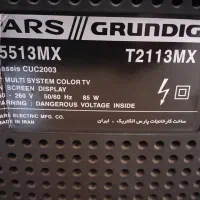 ARS GRUNDIG
5513MX T2113MX
assis CUC2003
T MULTI SYSTEM COLOR TV
N SCREEN DISPLAY
60 - 260 V 50/60 Hz 85 W
WARNING : DANGEROUS VOLTAGE INSIDE
ARS ELECTRIC MFG. CO.
E IN IRAN
ساخت کارخانجات پارس الکتریک - ایران